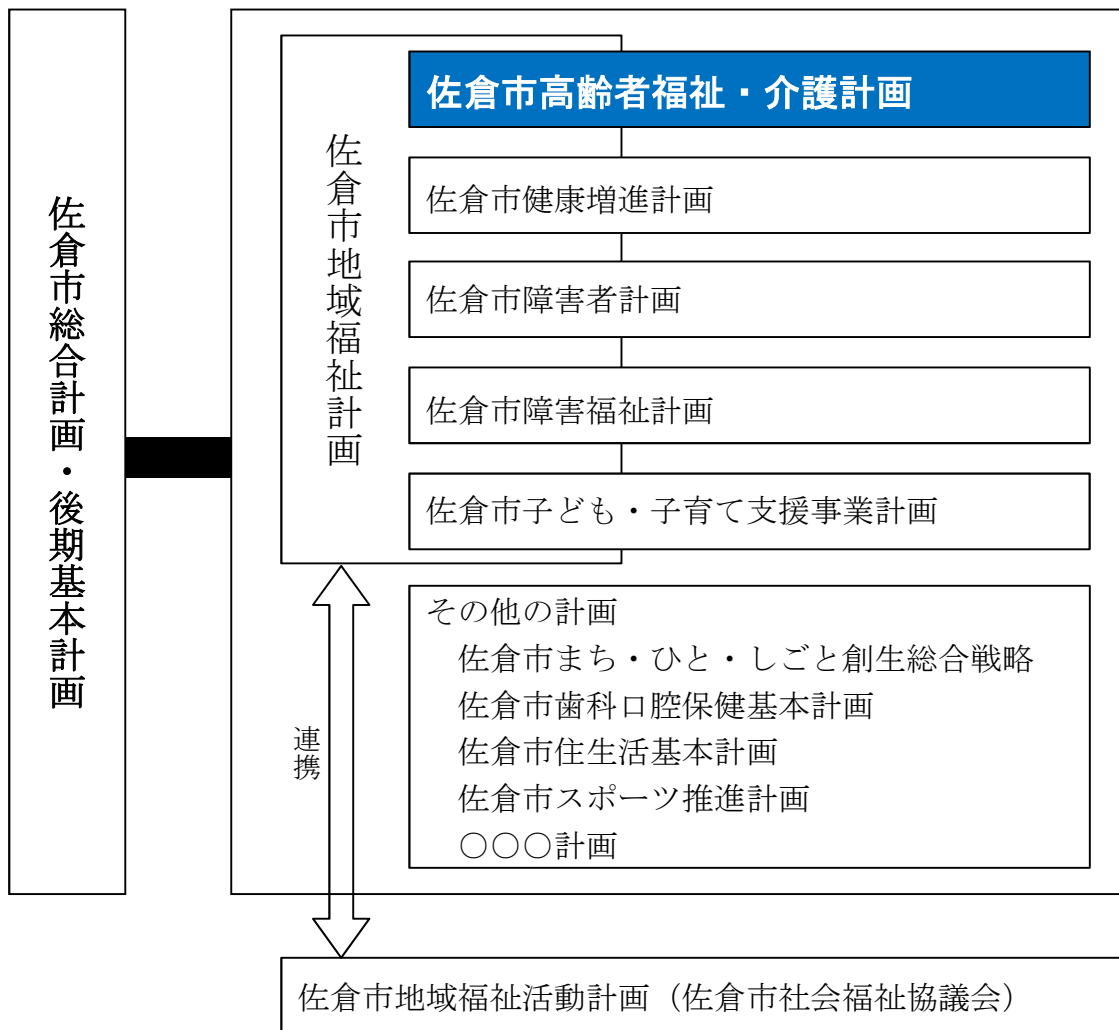 佐倉市総合計画・後期基本計画
佐倉市地域福祉計画
佐倉市高齢者福祉・介護計画
佐倉市健康増進計画
佐倉市障害者計画
佐倉市障害福祉計画
佐倉市子ども・子育て支援事業計画
その他の計画
佐倉市まち・ひと・しごと創生総合戦略
佐倉市歯科口腔保健基本計画
佐倉市住生活基本計画
佐倉市スポーツ推進計画
○○○計画
連携
佐倉市地域福祉活動計画（佐倉市社会福祉協議会）